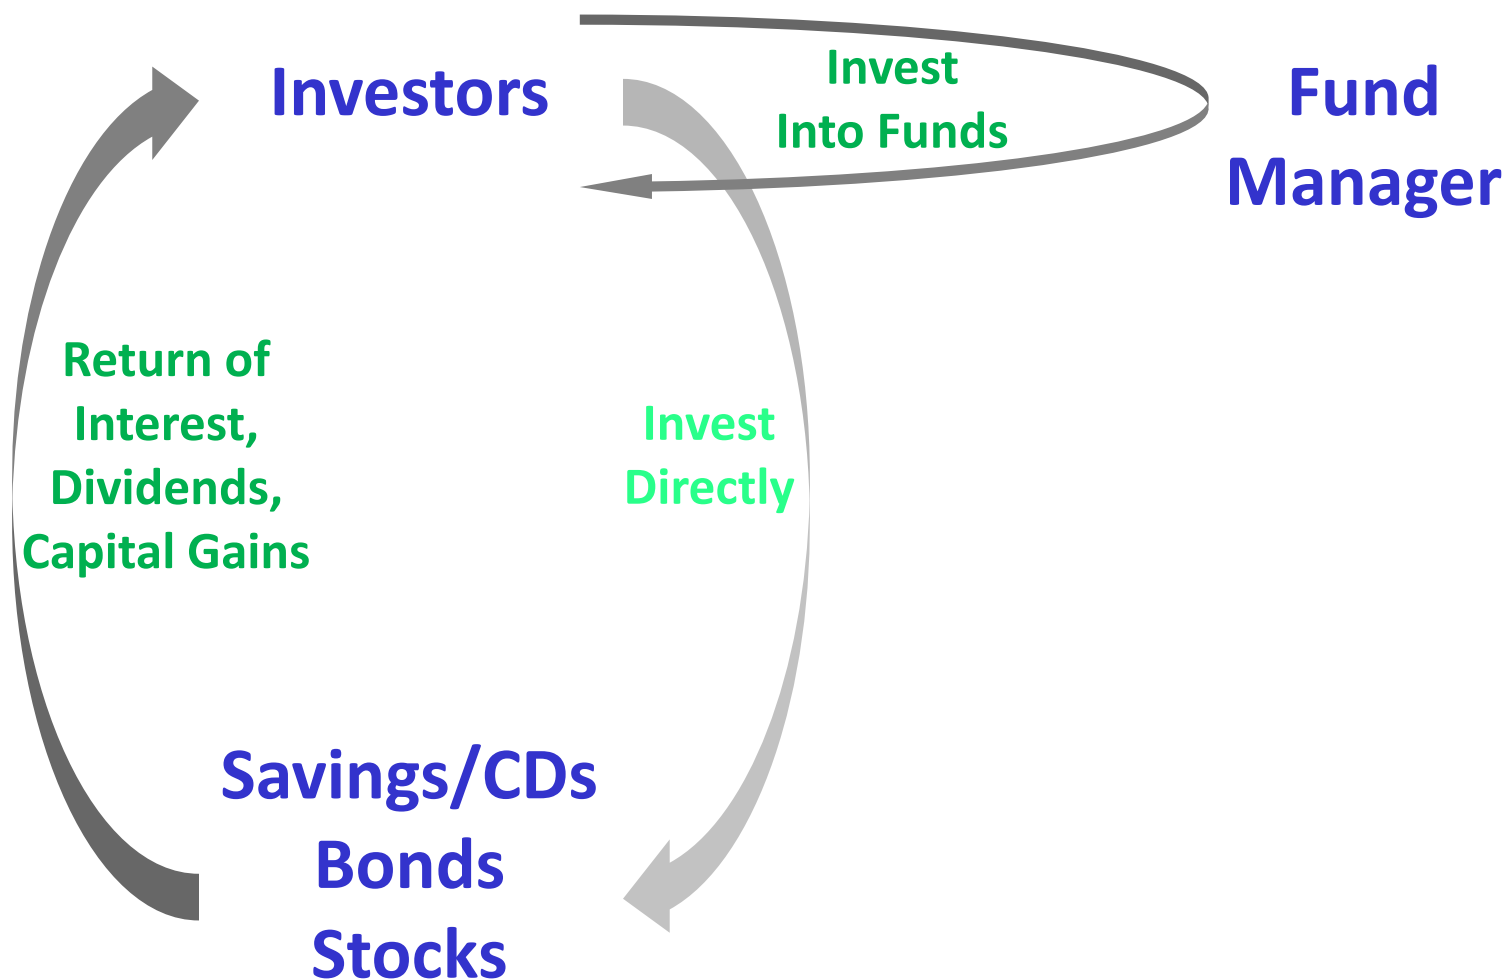 Investors
Invest
Into Funds
Fund
Manager
Return of
Interest,
Dividends,
Capital Gains
Invest
Directly
Savings/CDs
Bonds
Stocks